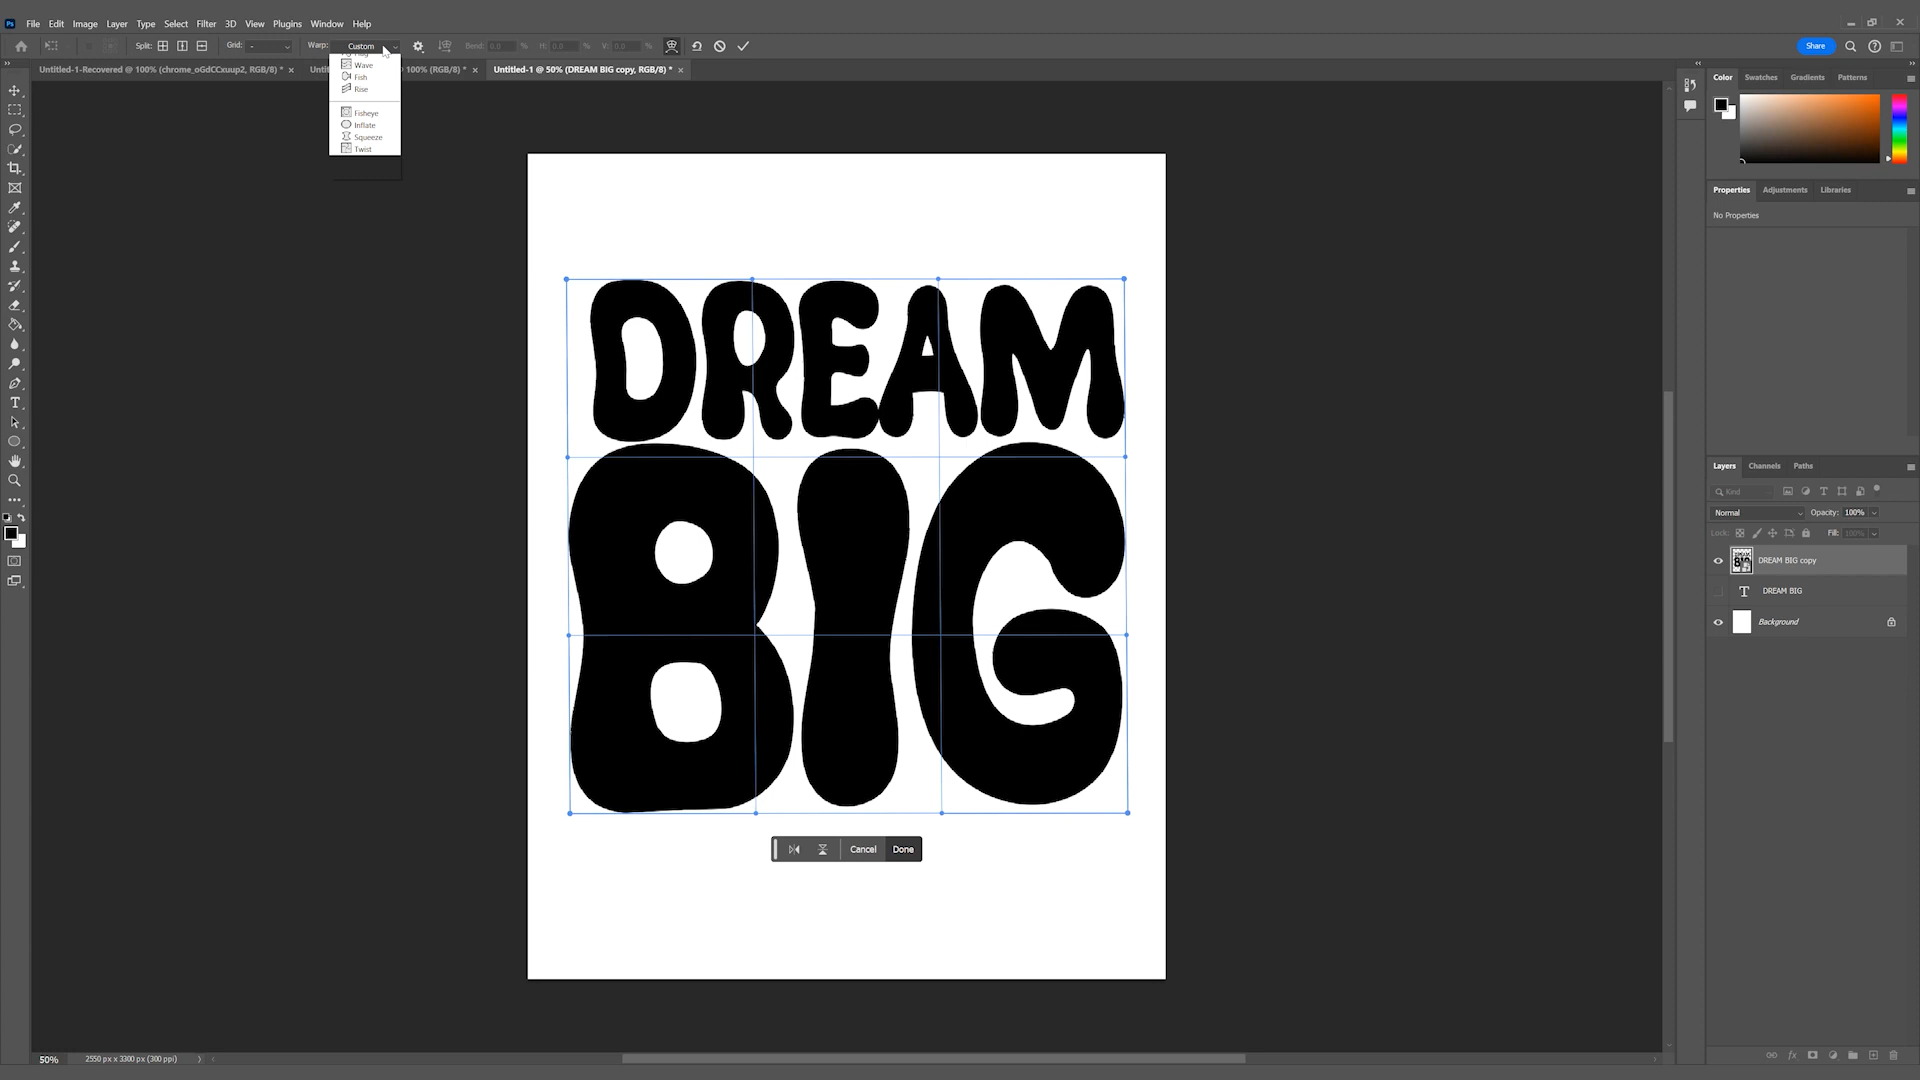 Ps File Edit Image Layer Type Select Filter 3D View Plugins Window Help
Split: Grid: - Warp: Custom Bend: 0.0 % H: 0.0 % V: 0.0 % Share
Untitled-1-Recovered @ 100% (chrome_oGdCCxuup2, RGB/8) * × Untit @ 100% (RGB/8) * × Untitled-1 @ 50% (DREAM BIG copy, RGB/8) * ×
Wave
Fish
Rise
Fisheye
Inflate
Squeeze
Twist
Color Swatches Gradients Patterns
Properties Adjustments Libraries
No Properties
DREAM
BIG
Cancel Done
Layers Channels Paths
Kind
Normal Opacity: 100%
Lock: Fill: 100%
DREAM BIG copy
T DREAM BIG
Background
50% 2550 px x 3300 px (300 ppi)